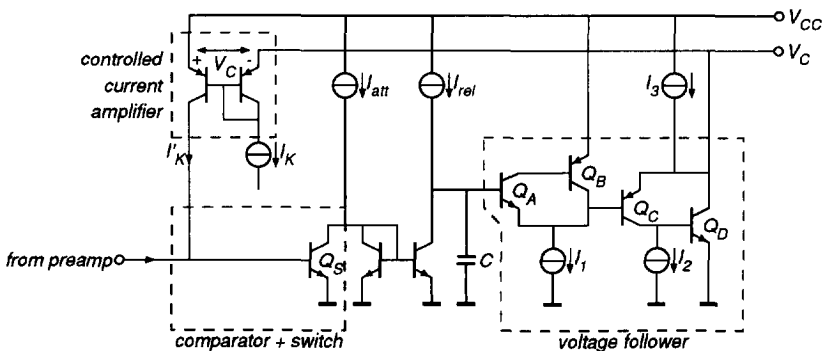 V_CC
V_C
controlled
current
amplifier
+ V_C -
I_att
I_rel
I_3
I'_K
I_K
Q_A
Q_B
Q_C
Q_D
from preamp
Q_S
C
I_1
I_2
comparator + switch
voltage follower